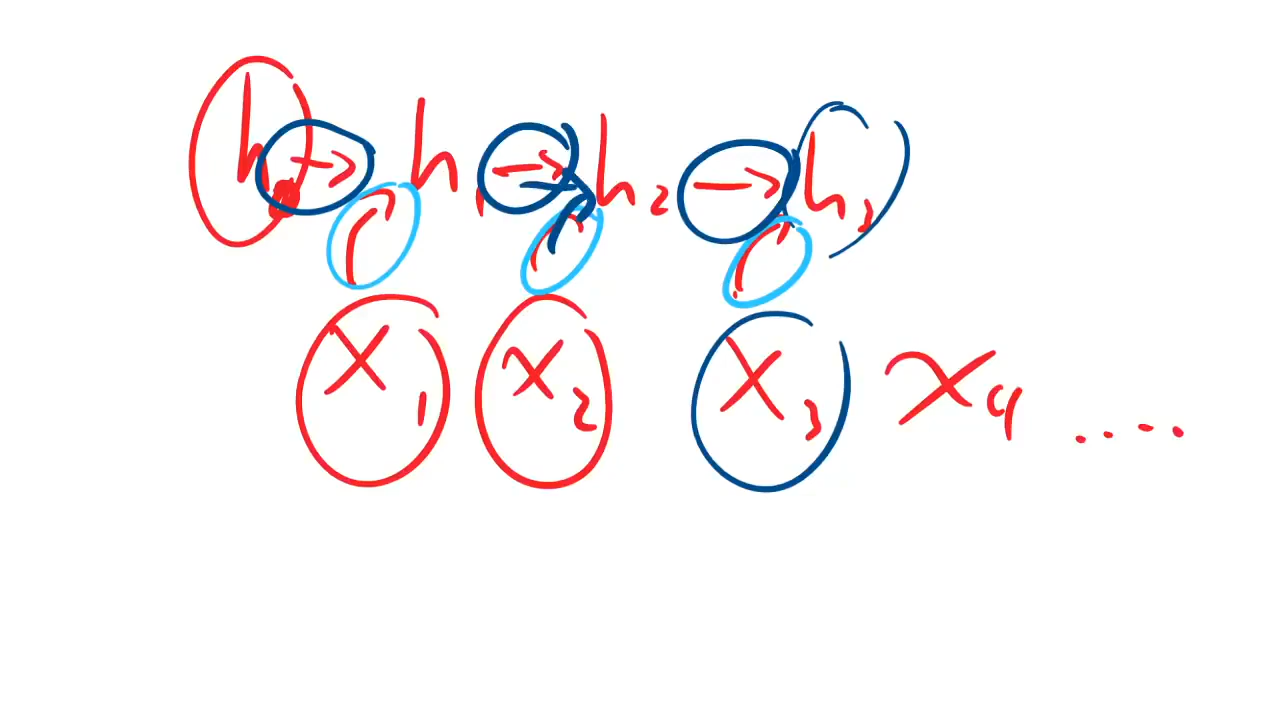 h₀ → h₁ → h₂ → h₃
x₁ x₂ x₃ x₄ .....